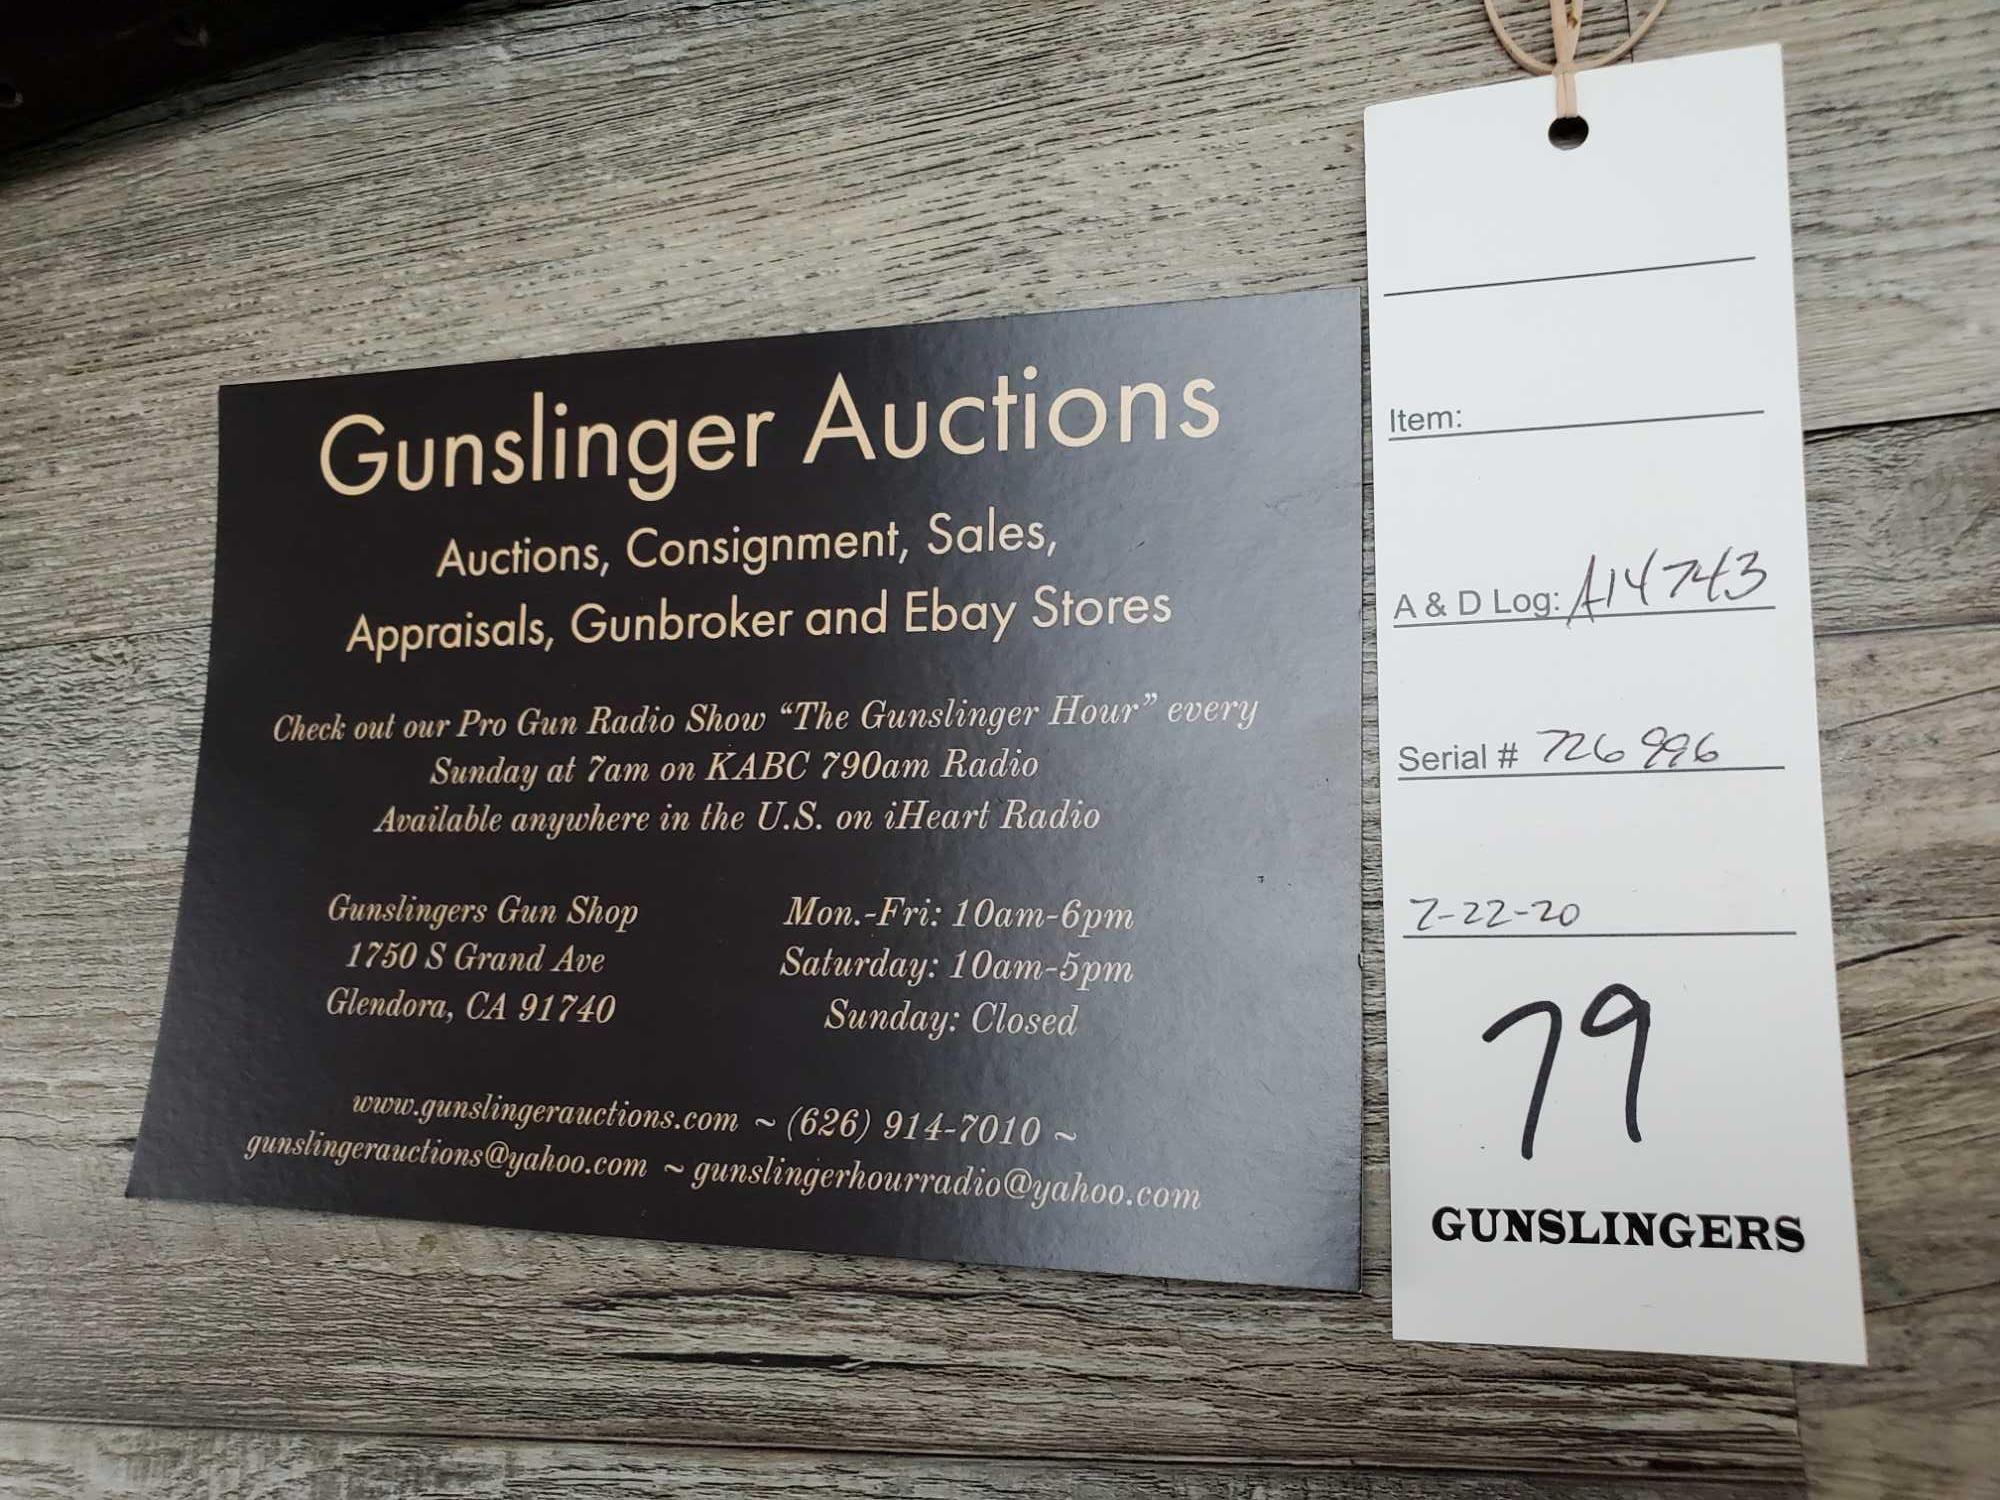 Gunslinger Auctions
Auctions, Consignment, Sales,
Appraisals, Gunbroker and Ebay Stores
Check out our Pro Gun Radio Show “The Gunslinger Hour” every
Sunday at 7am on KABC 790am Radio
Available anywhere in the U.S. on iHeart Radio
Gunslingers Gun Shop
1750 S Grand Ave
Glendora, CA 91740
Mon.-Fri: 10am-6pm
Saturday: 10am-5pm
Sunday: Closed
www.gunslingerauctions.com ~ (626) 914-7010 ~
gunslingerauctions@yahoo.com ~ gunslingerhourradio@yahoo.com
Item:
A & D Log: A14743
Serial # 726996
2-22-20
79
GUNSLINGERS